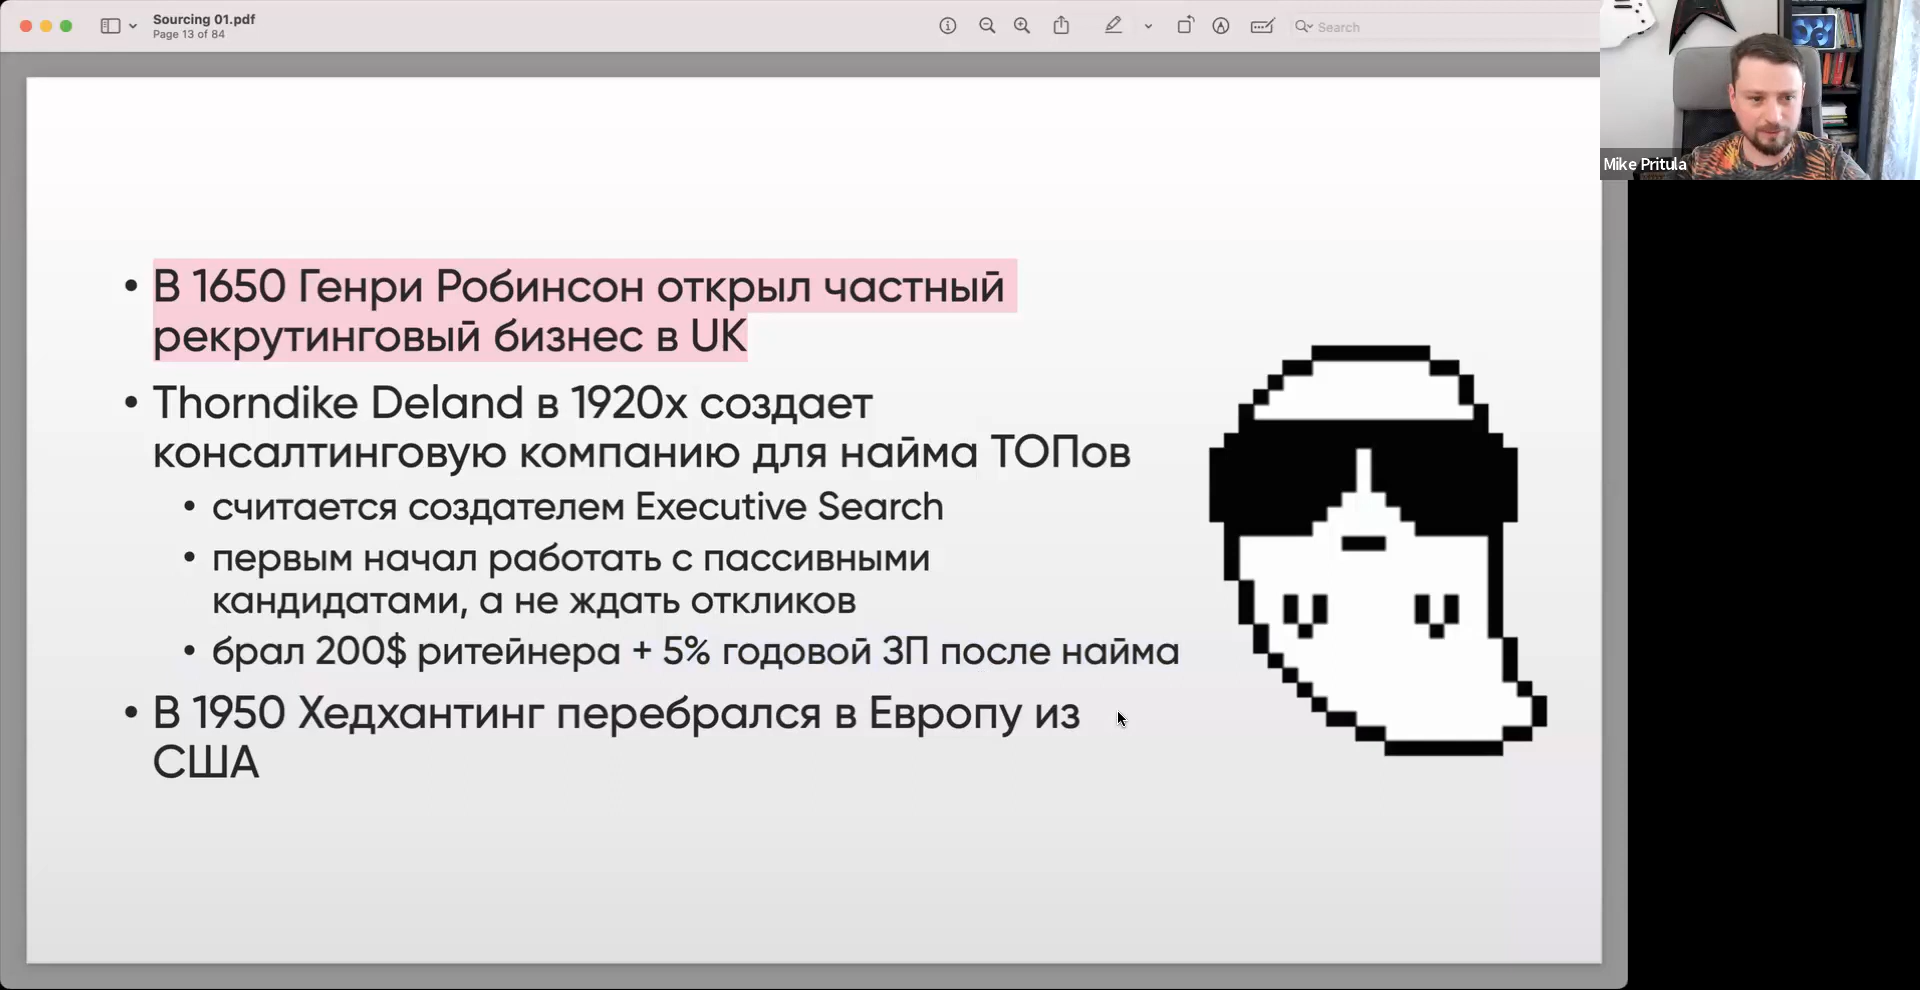 Sourcing 01.pdf
Page 13 of 84
Search
Mike Pritula
• В 1650 Генри Робинсон открыл частный
рекрутинговый бизнес в UK
• Thorndike Deland в 1920х создает
консалтинговую компанию для найма ТОПов
• считается создателем Executive Search
• первым начал работать с пассивными
кандидатами, а не ждать откликов
• брал 200$ ритейнера + 5% годовой ЗП после найма
• В 1950 Хедхантинг перебрался в Европу из
США